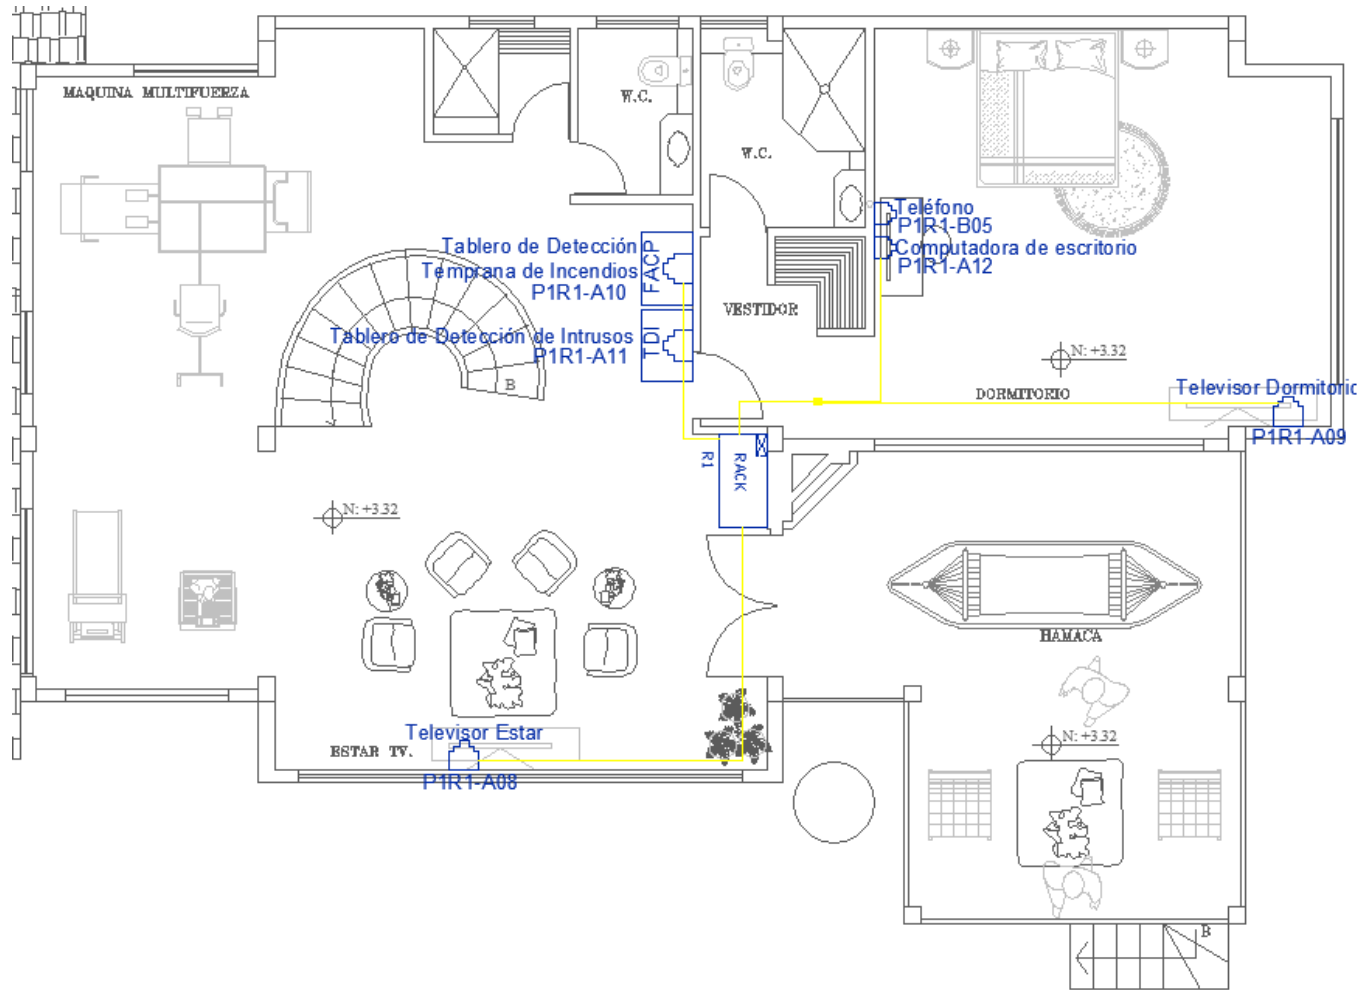 MAQUINA MULTIFUERZA
W.C.
W.C.
Teléfono
P1R1-B05
Computadora de escritorio
P1R1-A12
Tablero de Detección
Temprana de Incendios
P1R1-A10
FACP
Tablero de Detección de Intrusos
P1R1-A11
TDI
VESTIDOR
N: +3.32
B
DORMITORIO
Televisor Dormitorio
P1R1-A09
RACK
R1
N: +3.32
HAMACA
Televisor Estar
ESTAR TV.
P1R1-A08
N: +3.32
B